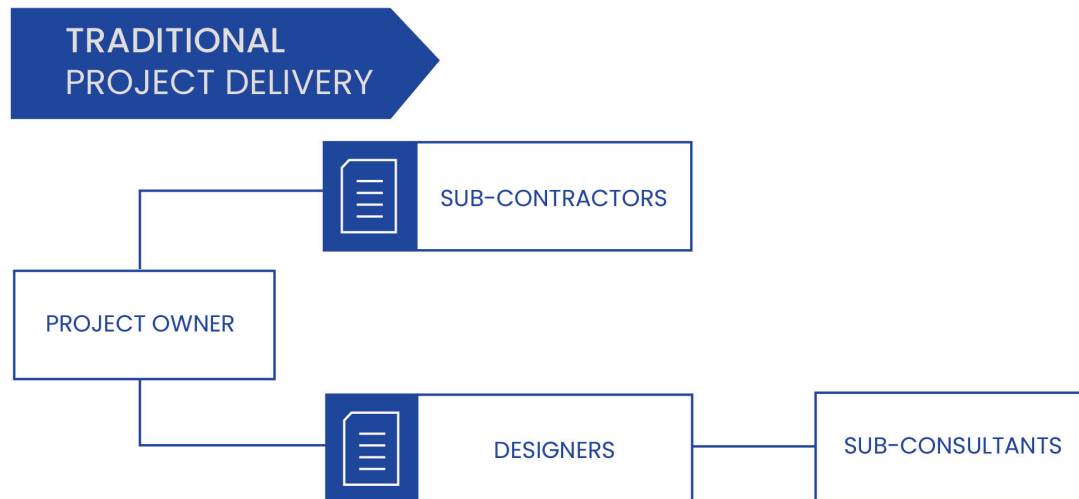 TRADITIONAL
PROJECT DELIVERY
SUB-CONTRACTORS
PROJECT OWNER
DESIGNERS
SUB-CONSULTANTS